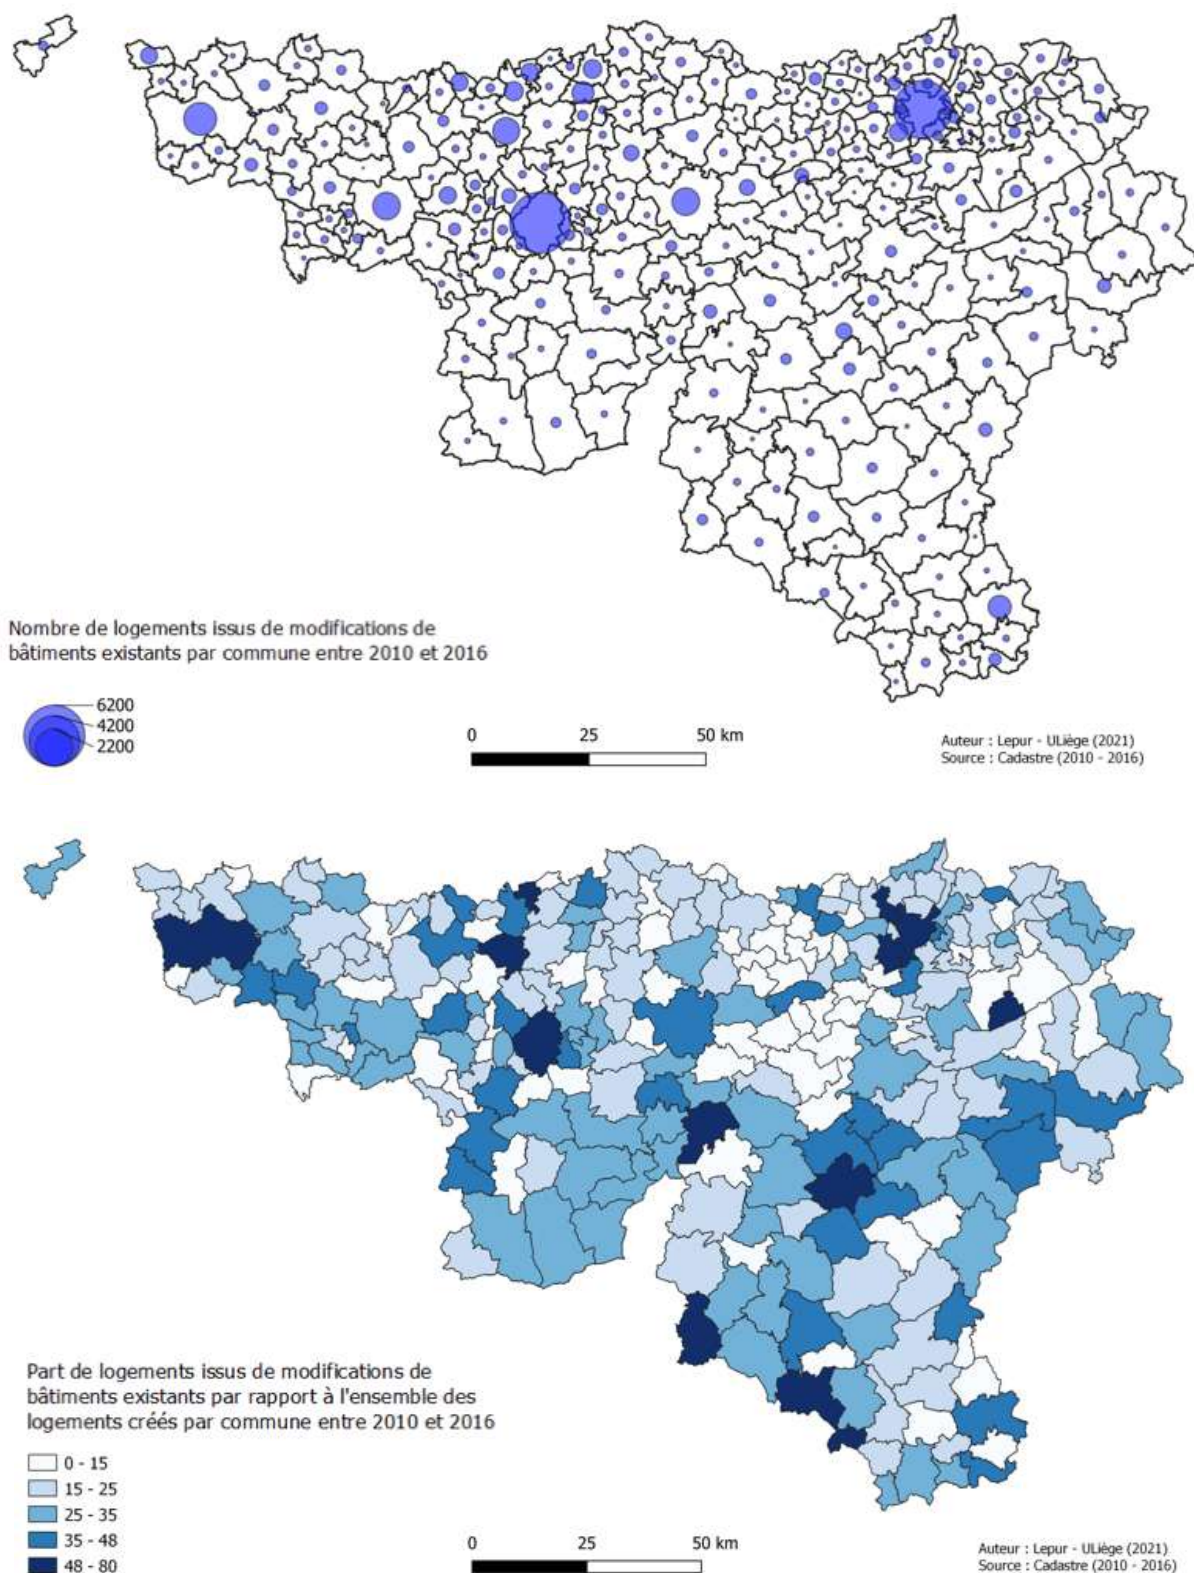 Nombre de logements issus de modifications de
bâtiments existants par commune entre 2010 et 2016
6200
4200
2200
0 25 50 km
Auteur : Lepur - ULiège (2021)
Source : Cadastre (2010 - 2016)
Part de logements issus de modifications de
bâtiments existants par rapport à l'ensemble des
logements créés par commune entre 2010 et 2016
0 - 15
15 - 25
25 - 35
35 - 48
48 - 80
0 25 50 km
Auteur : Lepur - ULiège (2021)
Source : Cadastre (2010 - 2016)